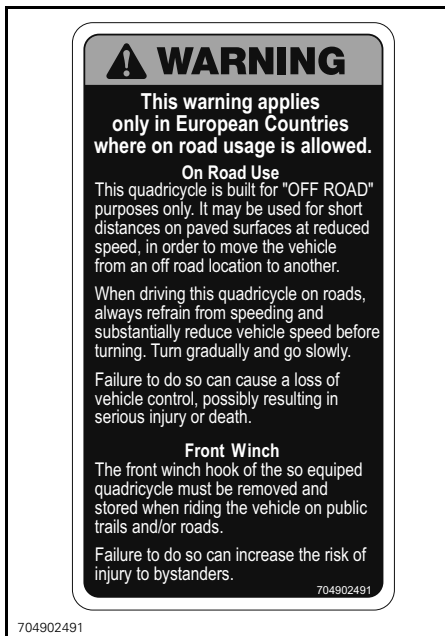 WARNING
This warning applies
only in European Countries
where on road usage is allowed.
On Road Use
This quadricycle is built for "OFF ROAD"
purposes only. It may be used for short
distances on paved surfaces at reduced
speed, in order to move the vehicle
from an off road location to another.
When driving this quadricycle on roads,
always refrain from speeding and
substantially reduce vehicle speed before
turning. Turn gradually and go slowly.
Failure to do so can cause a loss of
vehicle control, possibly resulting in
serious injury or death.
Front Winch
The front winch hook of the so equiped
quadricycle must be removed and
stored when riding the vehicle on public
trails and/or roads.
Failure to do so can increase the risk of
injury to bystanders.
704902491
704902491